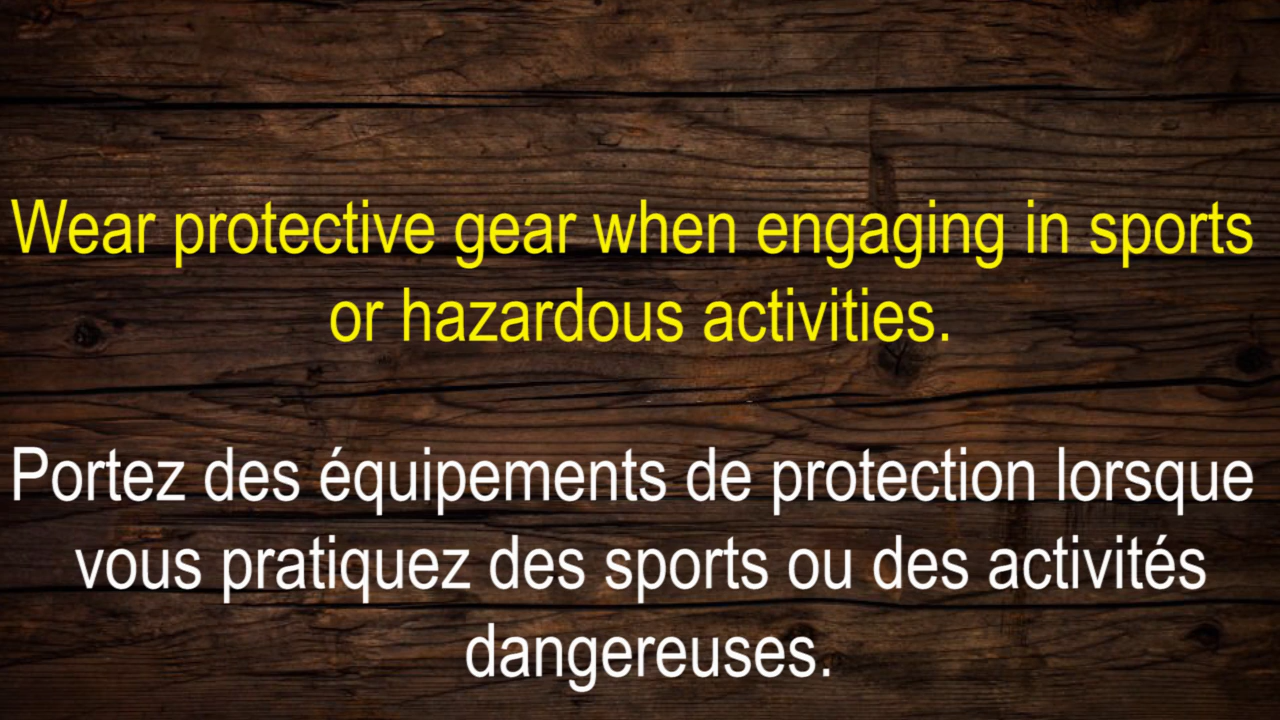 Wear protective gear when engaging in sports
or hazardous activities.
Portez des équipements de protection lorsque
vous pratiquez des sports ou des activités
dangereuses.